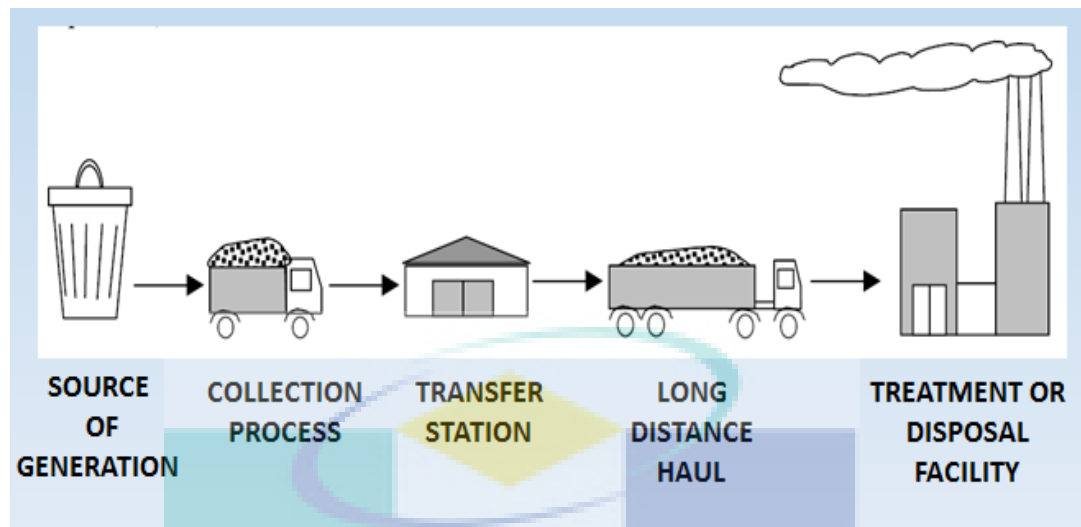 SOURCE
OF
GENERATION
COLLECTION
PROCESS
TRANSFER
STATION
LONG
DISTANCE
HAUL
TREATMENT OR
DISPOSAL
FACILITY